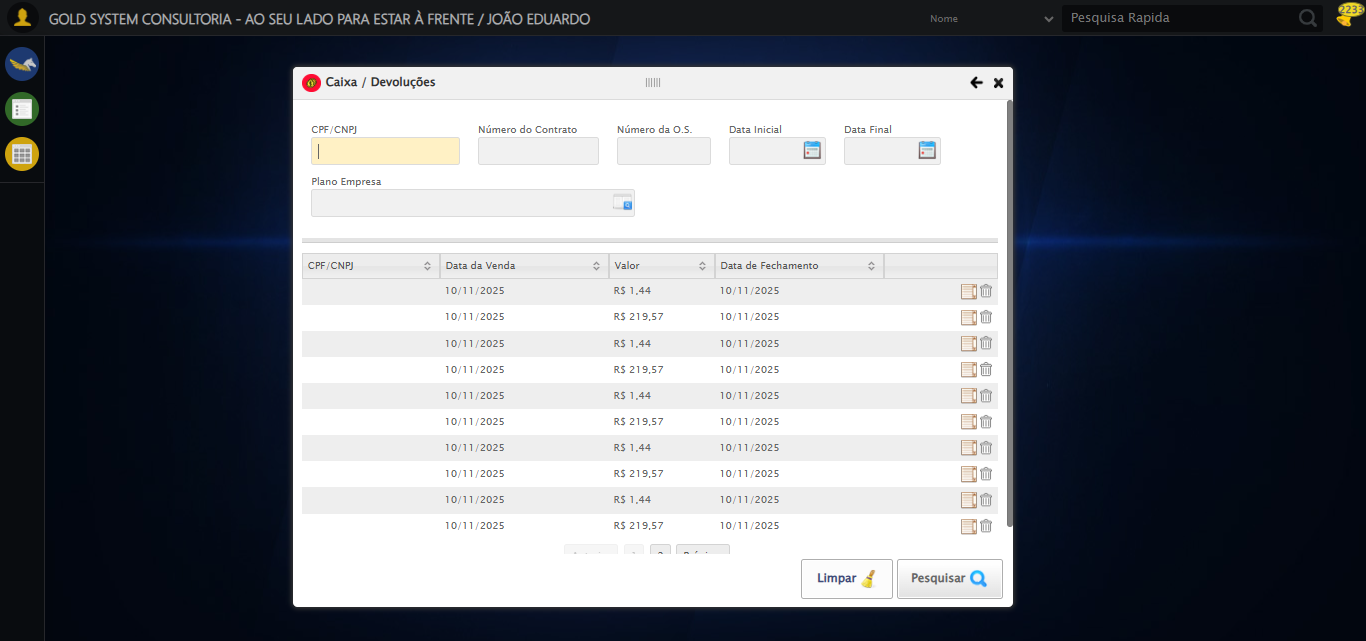 GOLD SYSTEM CONSULTORIA - AO SEU LADO PARA ESTAR À FRENTE / JOÃO EDUARDO
Nome
Pesquisa Rapida
2233
Caixa / Devoluções
CPF/CNPJ Número do Contrato Número da O.S. Data Inicial Data Final
Plano Empresa
CPF/CNPJ Data da Venda Valor Data de Fechamento
10/11/2025 R$ 1,44 10/11/2025
10/11/2025 R$ 219,57 10/11/2025
10/11/2025 R$ 1,44 10/11/2025
10/11/2025 R$ 219,57 10/11/2025
10/11/2025 R$ 1,44 10/11/2025
10/11/2025 R$ 219,57 10/11/2025
10/11/2025 R$ 1,44 10/11/2025
10/11/2025 R$ 219,57 10/11/2025
10/11/2025 R$ 1,44 10/11/2025
10/11/2025 R$ 219,57 10/11/2025
Limpar Pesquisar